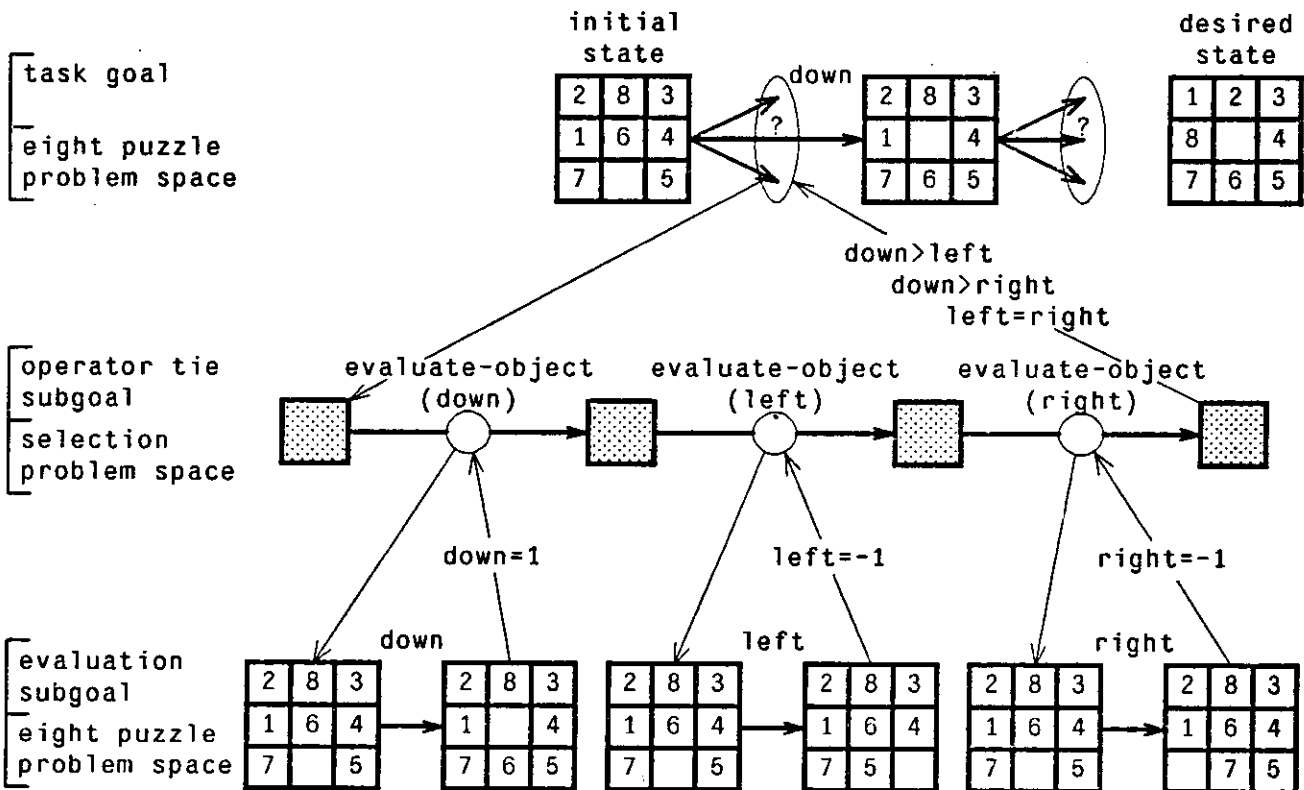 initial
state
desired
state
task goal
down
2 8 3
1 6 4
7 5
?
2 8 3
1 4
7 6 5
?
1 2 3
8 4
7 6 5
eight puzzle
problem space
down>left
down>right
left=right
operator tie
subgoal
evaluate-object
(down)
evaluate-object
(left)
evaluate-object
(right)
selection
problem space
down=1
left=-1
right=-1
evaluation
subgoal
down
left
right
2 8 3
1 6 4
7 5
2 8 3
1 4
7 6 5
2 8 3
1 6 4
7 5
2 8 3
1 6 4
7 5
2 8 3
1 6 4
7 5
2 8 3
1 6 4
7 5
eight puzzle
problem space